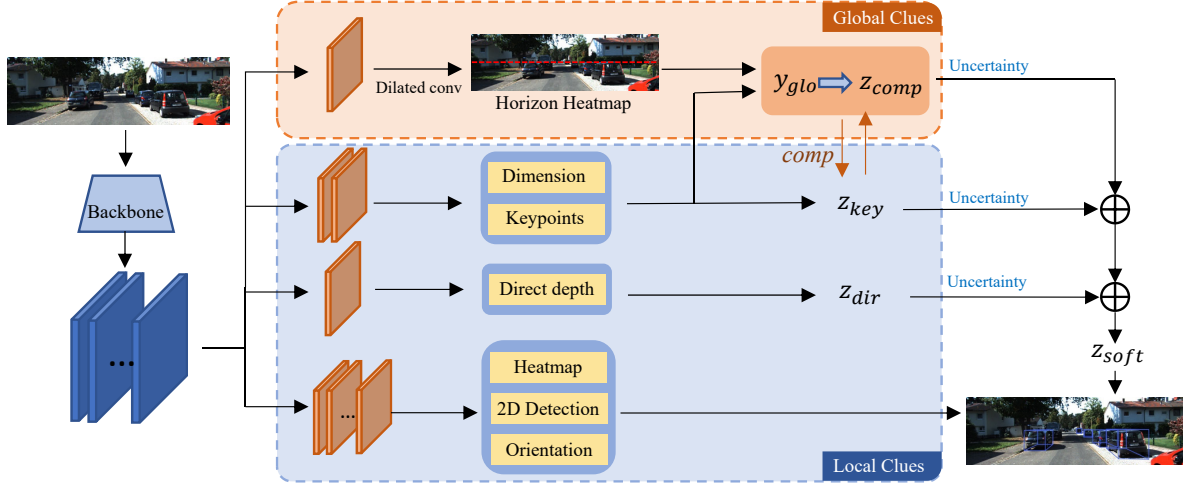 Global Clues
Dilated conv
Horizon Heatmap
y_glo z_comp
Uncertainty
comp
Backbone
Dimension
Keypoints
z_key
Uncertainty
Direct depth
z_dir
Uncertainty
...
...
Heatmap
2D Detection
Orientation
z_soft
Local Clues